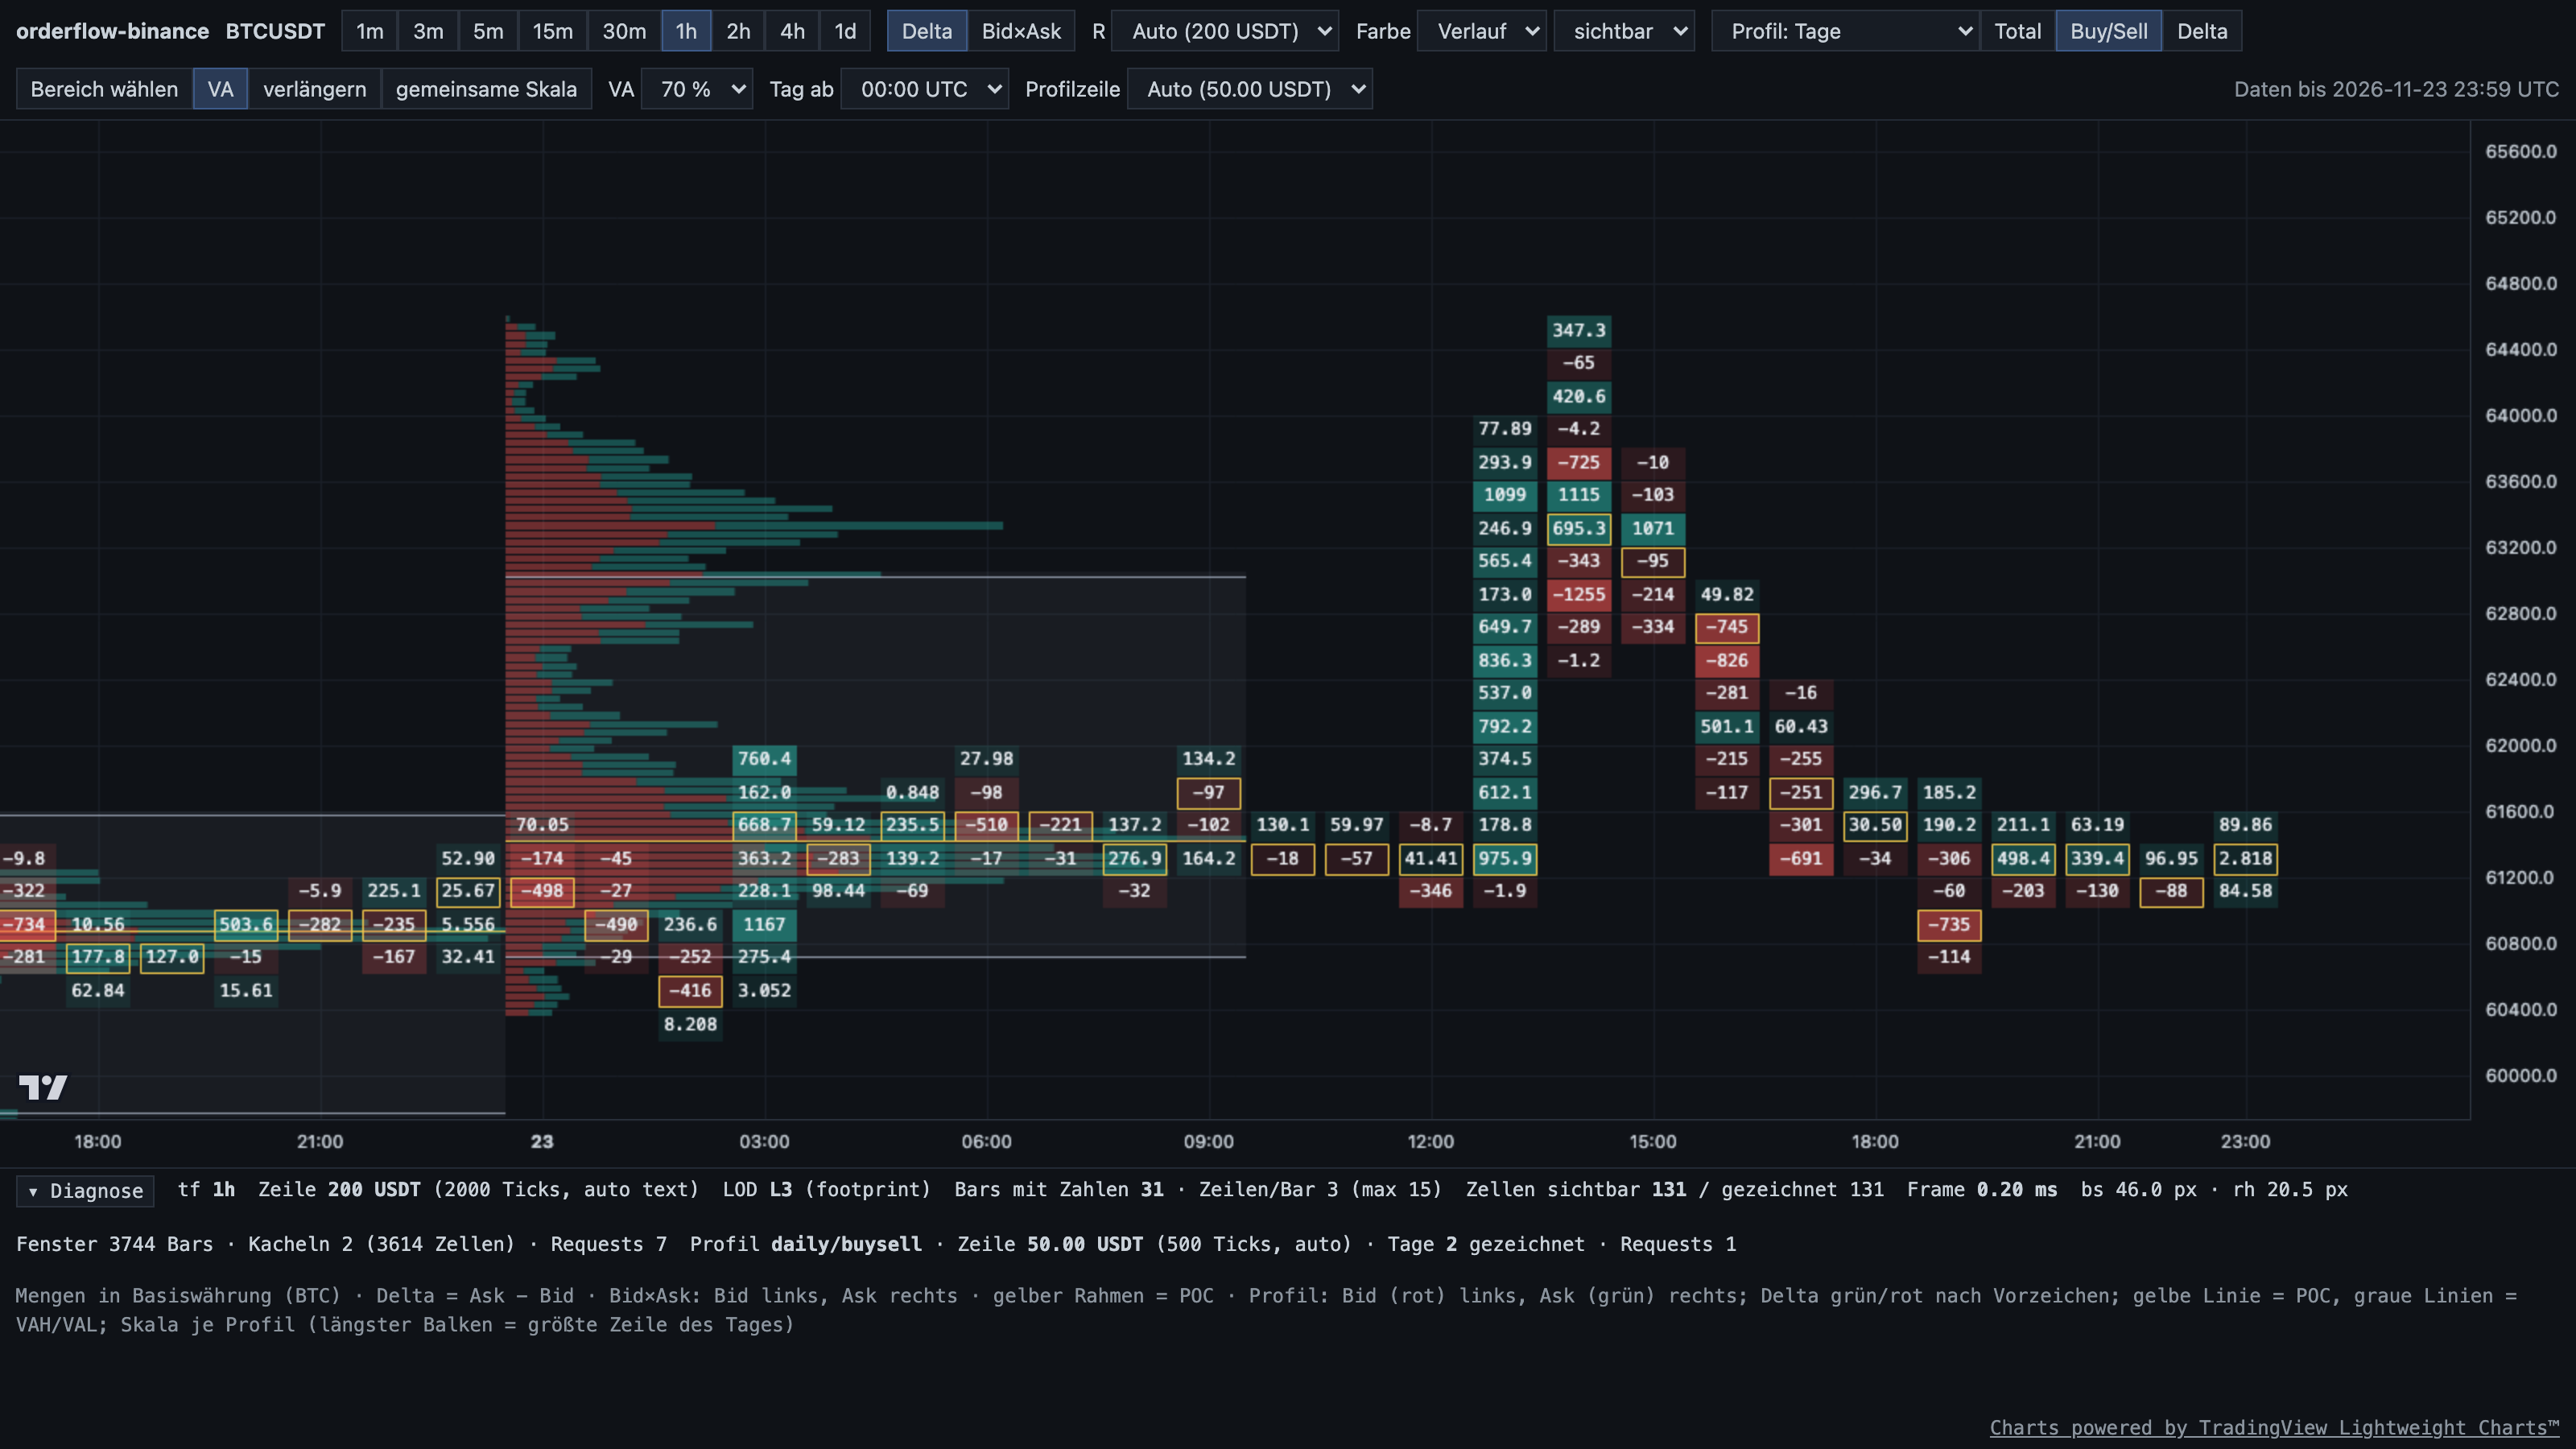 orderflow-binance BTCUSDT 1m 3m 5m 15m 30m 1h 2h 4h 1d Delta Bid×Ask R Auto (200 USDT) Farbe Verlauf sichtbar Profil: Tage Total Buy/Sell Delta
Bereich wählen VA verlängern gemeinsame Skala VA 70 % Tag ab 00:00 UTC Profilzeile Auto (50.00 USDT) Daten bis 2026-11-23 23:59 UTC
65600.0
65200.0
64800.0
347.3
64400.0
−65
420.6
64000.0
77.89 −4.2
293.9 −725 −10
63600.0
1099 1115 −103
246.9 695.3 1071
63200.0
565.4 −343 −95
173.0 −1255 −214 49.82
62800.0
649.7 −289 −334 −745
836.3 −1.2 −826
62400.0
537.0 −281 −16
792.2 501.1 60.43
62000.0
760.4 27.98 134.2 374.5 −215 −255
162.0 0.848 −98 −97 612.1 −117 −251 296.7 185.2
61600.0
70.05 668.7 59.12 235.5 −510 −221 137.2 −102 130.1 59.97 −8.7 178.8 −301 30.50 190.2 211.1 63.19 89.86
−9.8 52.90 −174 −45 363.2 −283 139.2 −17 −31 276.9 164.2 −18 −57 41.41 975.9 −691 −34 −306 498.4 339.4 96.95 2.818
61200.0
−322 −5.9 225.1 25.67 −498 −27 228.1 98.44 −69 −32 −346 −1.9 −60 −203 −130 −88 84.58
−734 10.56 503.6 −282 −235 5.556 −490 236.6 1167 −735
60800.0
−281 177.8 127.0 −15 −167 32.41 −29 −252 275.4 −114
62.84 15.61 −416 3.052
60400.0
8.208
60000.0
18:00 21:00 23 03:00 06:00 09:00 12:00 15:00 18:00 21:00 23:00
▾ Diagnose tf 1h Zeile 200 USDT (2000 Ticks, auto text) LOD L3 (footprint) Bars mit Zahlen 31 · Zeilen/Bar 3 (max 15) Zellen sichtbar 131 / gezeichnet 131 Frame 0.20 ms bs 46.0 px · rh 20.5 px
Fenster 3744 Bars · Kacheln 2 (3614 Zellen) · Requests 7 Profil daily/buysell · Zeile 50.00 USDT (500 Ticks, auto) · Tage 2 gezeichnet · Requests 1
Mengen in Basiswährung (BTC) · Delta = Ask − Bid · Bid×Ask: Bid links, Ask rechts · gelber Rahmen = POC · Profil: Bid (rot) links, Ask (grün) rechts; Delta grün/rot nach Vorzeichen; gelbe Linie = POC, graue Linien =
VAH/VAL; Skala je Profil (längster Balken = größte Zeile des Tages)
Charts powered by TradingView Lightweight Charts™